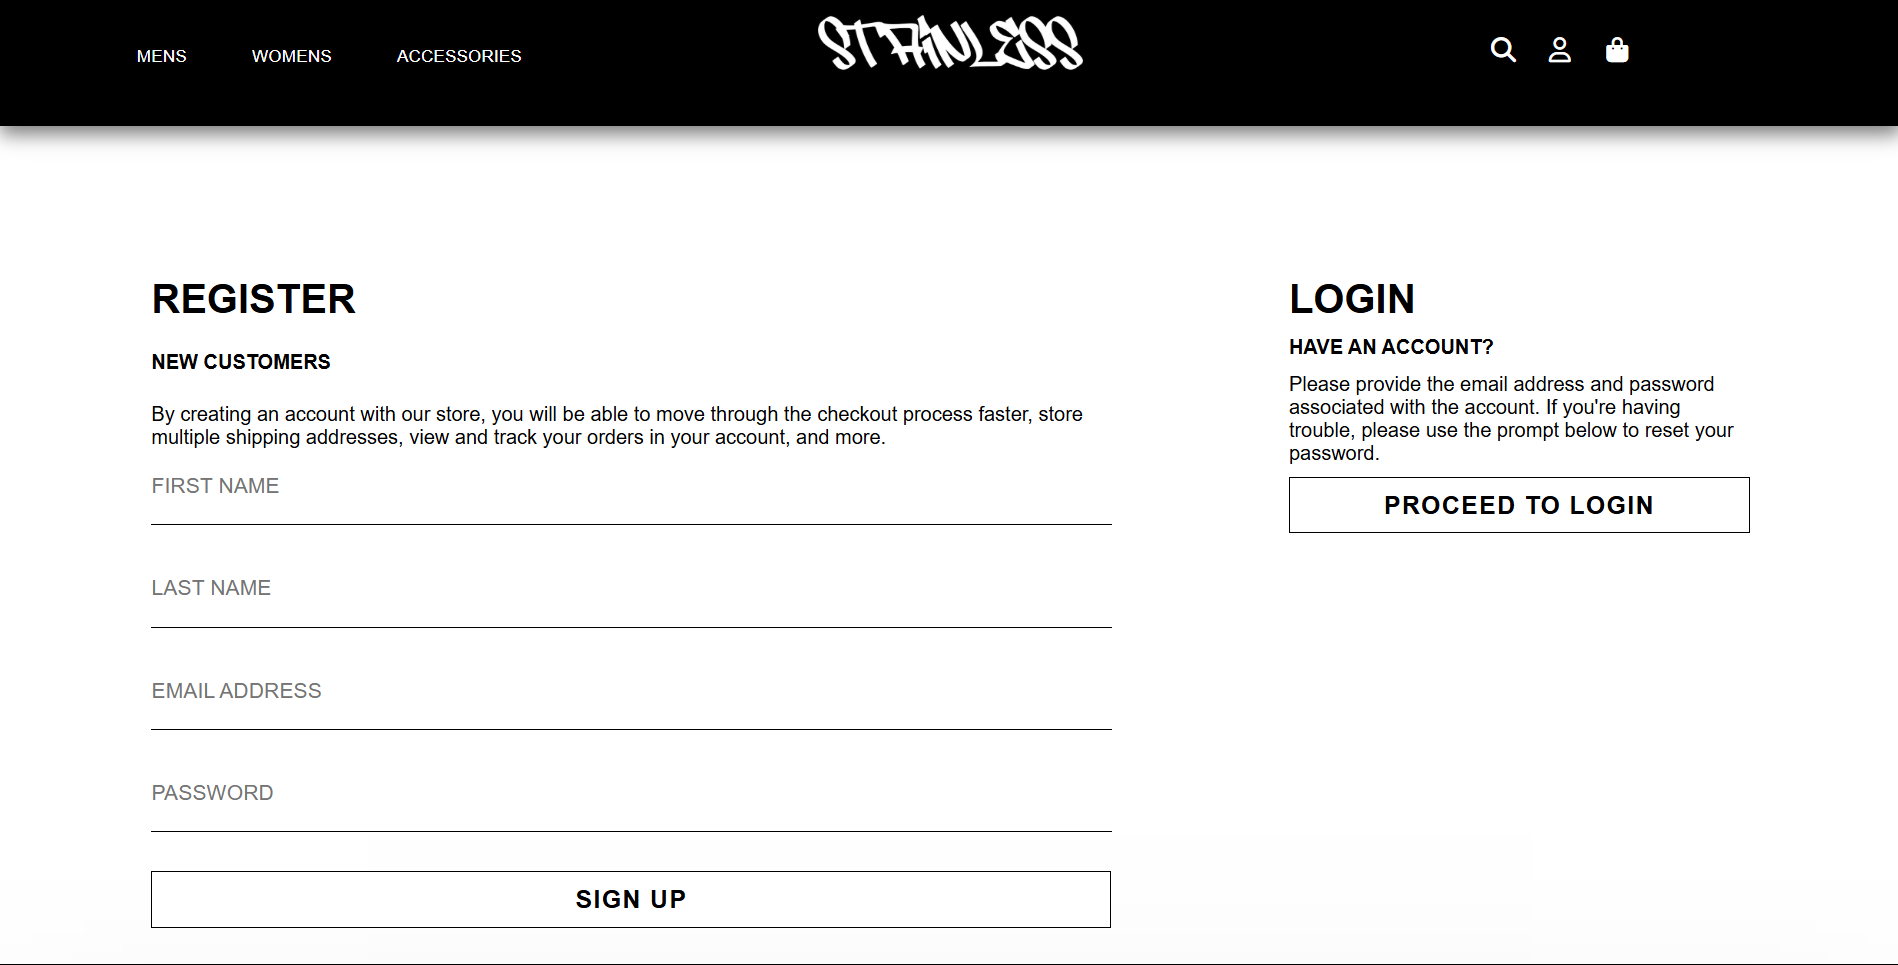 MENS WOMENS ACCESSORIES STAINLESS
REGISTER
NEW CUSTOMERS
By creating an account with our store, you will be able to move through the checkout process faster, store
multiple shipping addresses, view and track your orders in your account, and more.
FIRST NAME
LAST NAME
EMAIL ADDRESS
PASSWORD
SIGN UP
LOGIN
HAVE AN ACCOUNT?
Please provide the email address and password
associated with the account. If you're having
trouble, please use the prompt below to reset your
password.
PROCEED TO LOGIN